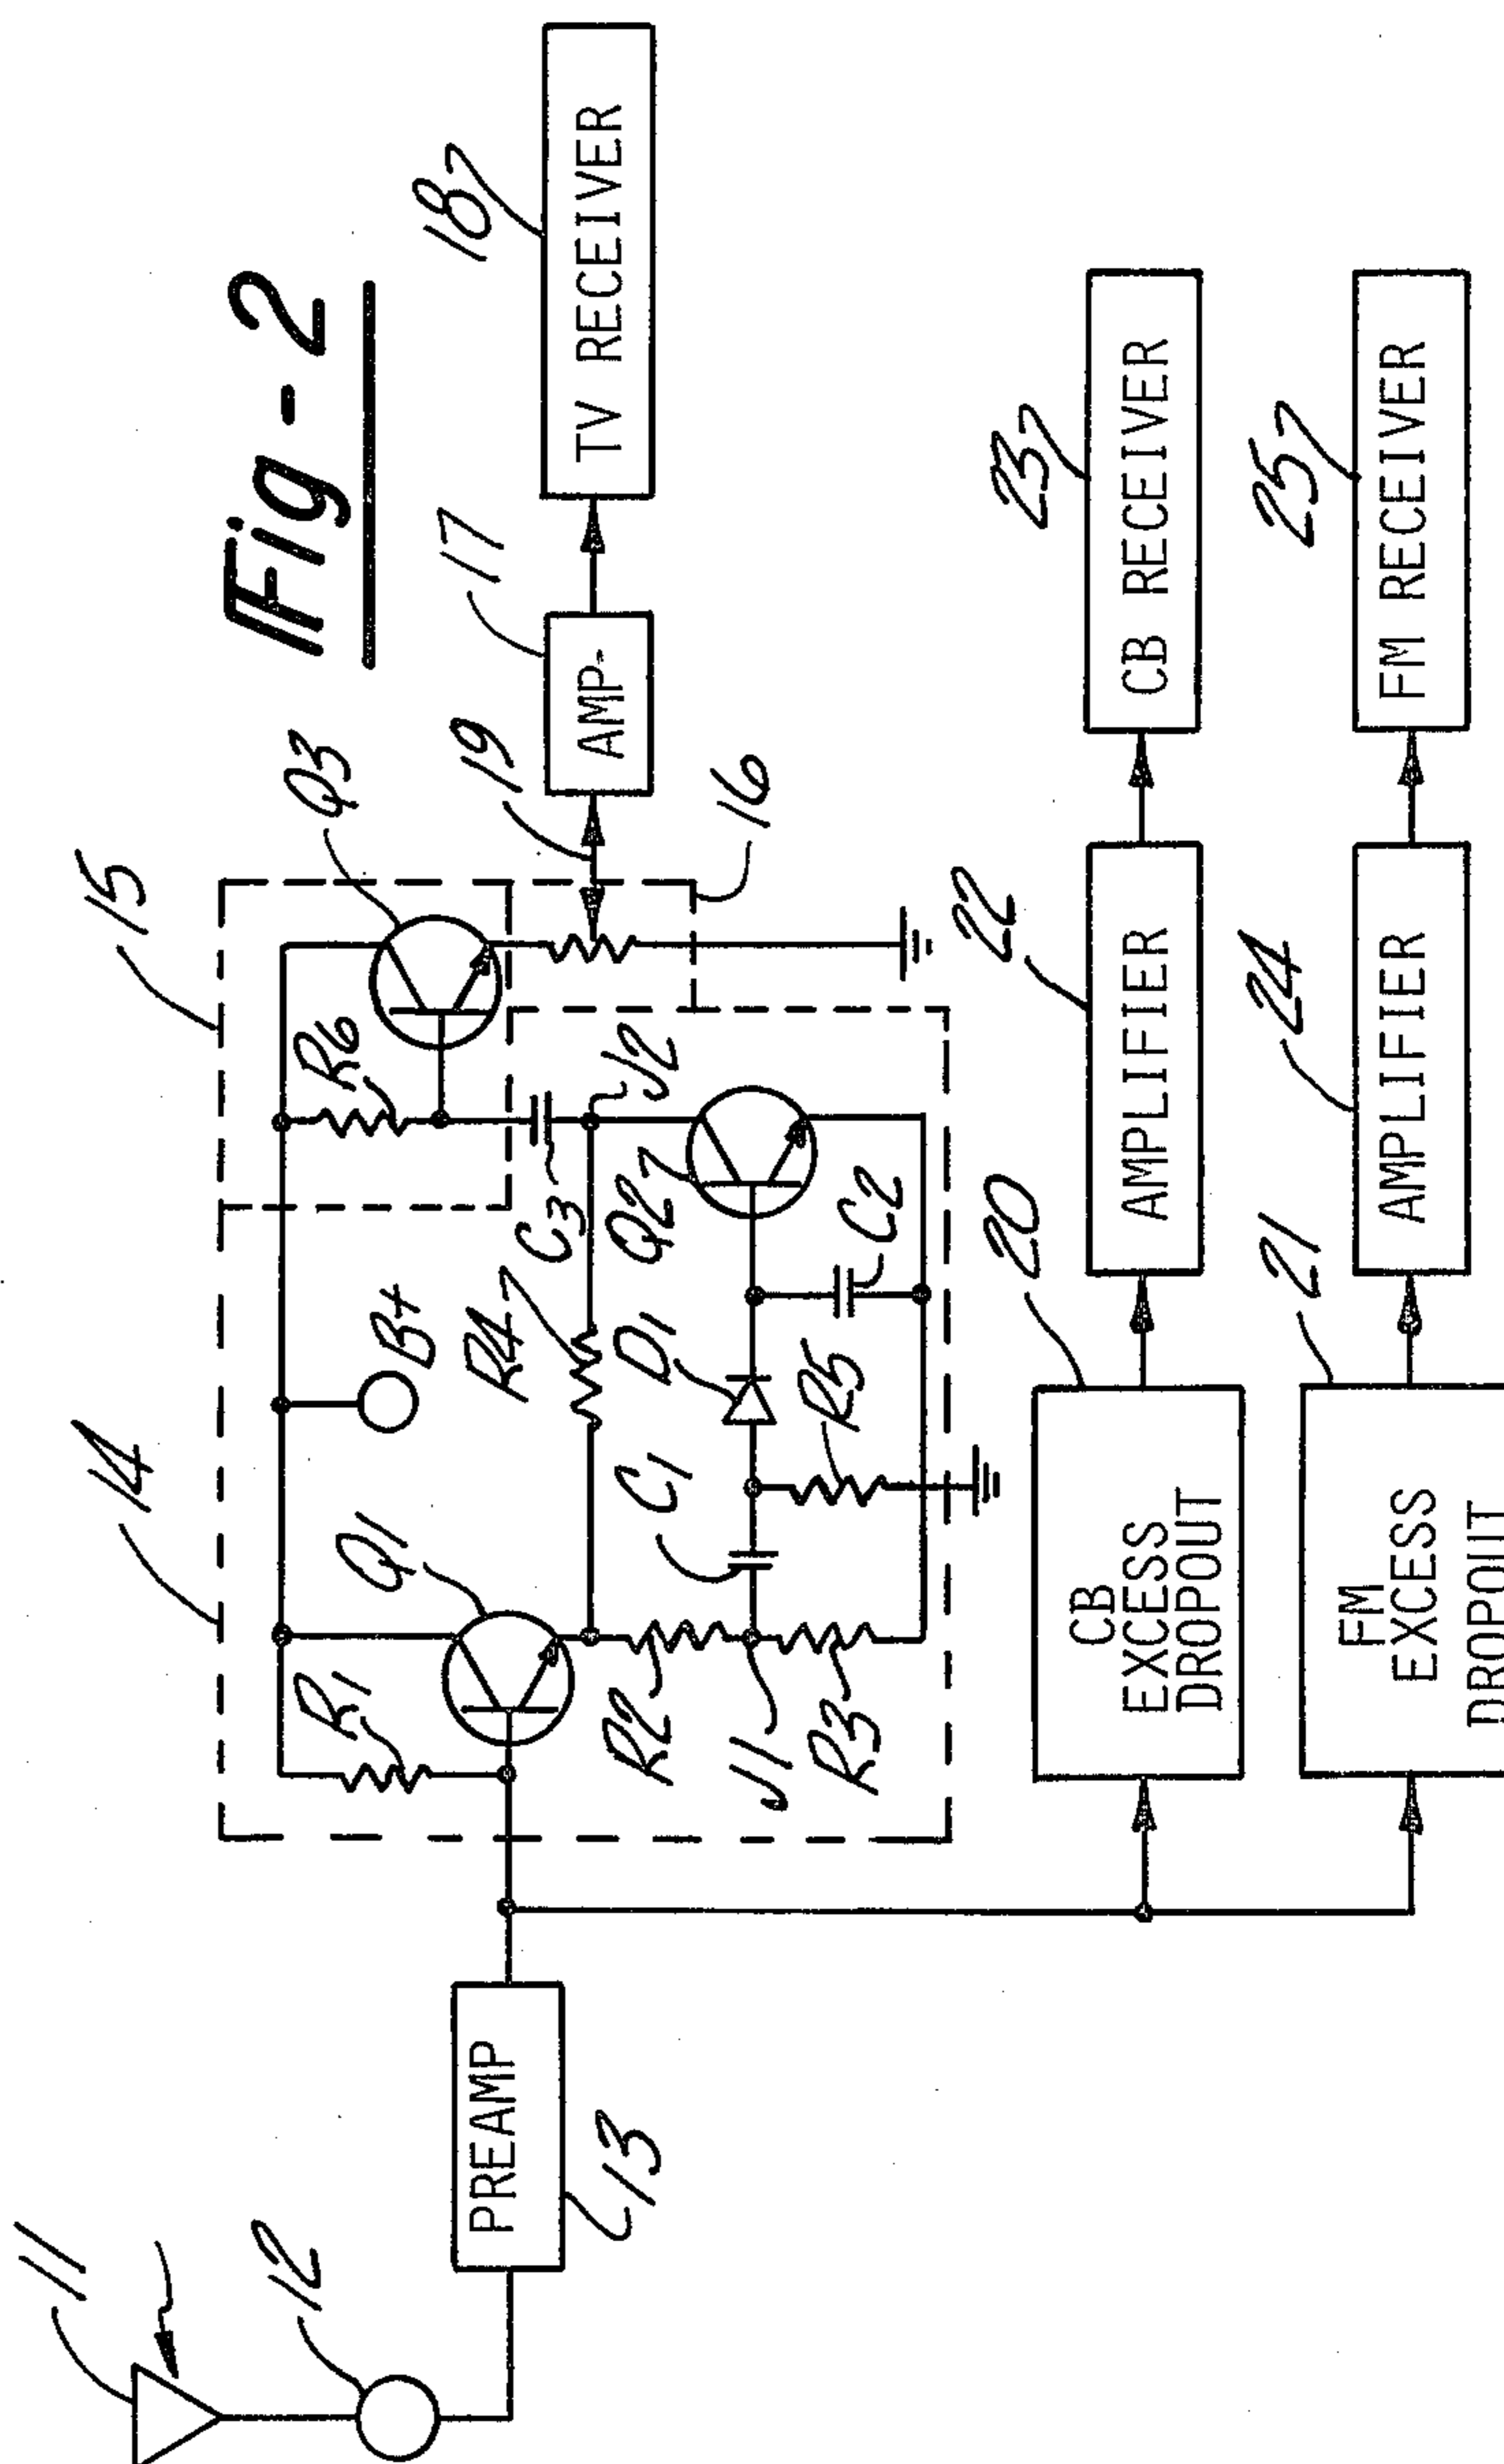 Fig-2
11
12
PREAMP
13
14
R1
Q1
B+
R2
J1
R3
C1
R4
D1
R5
C2
Q2
C3
J2
R6
15
Q3
16
19
AMP-
17
TV RECEIVER
18
CB
EXCESS
DROPOUT
20
AMPLIFIER
22
CB RECEIVER
23
FM
EXCESS
DROPOUT
21
AMPLIFIER
24
FM RECEIVER
25